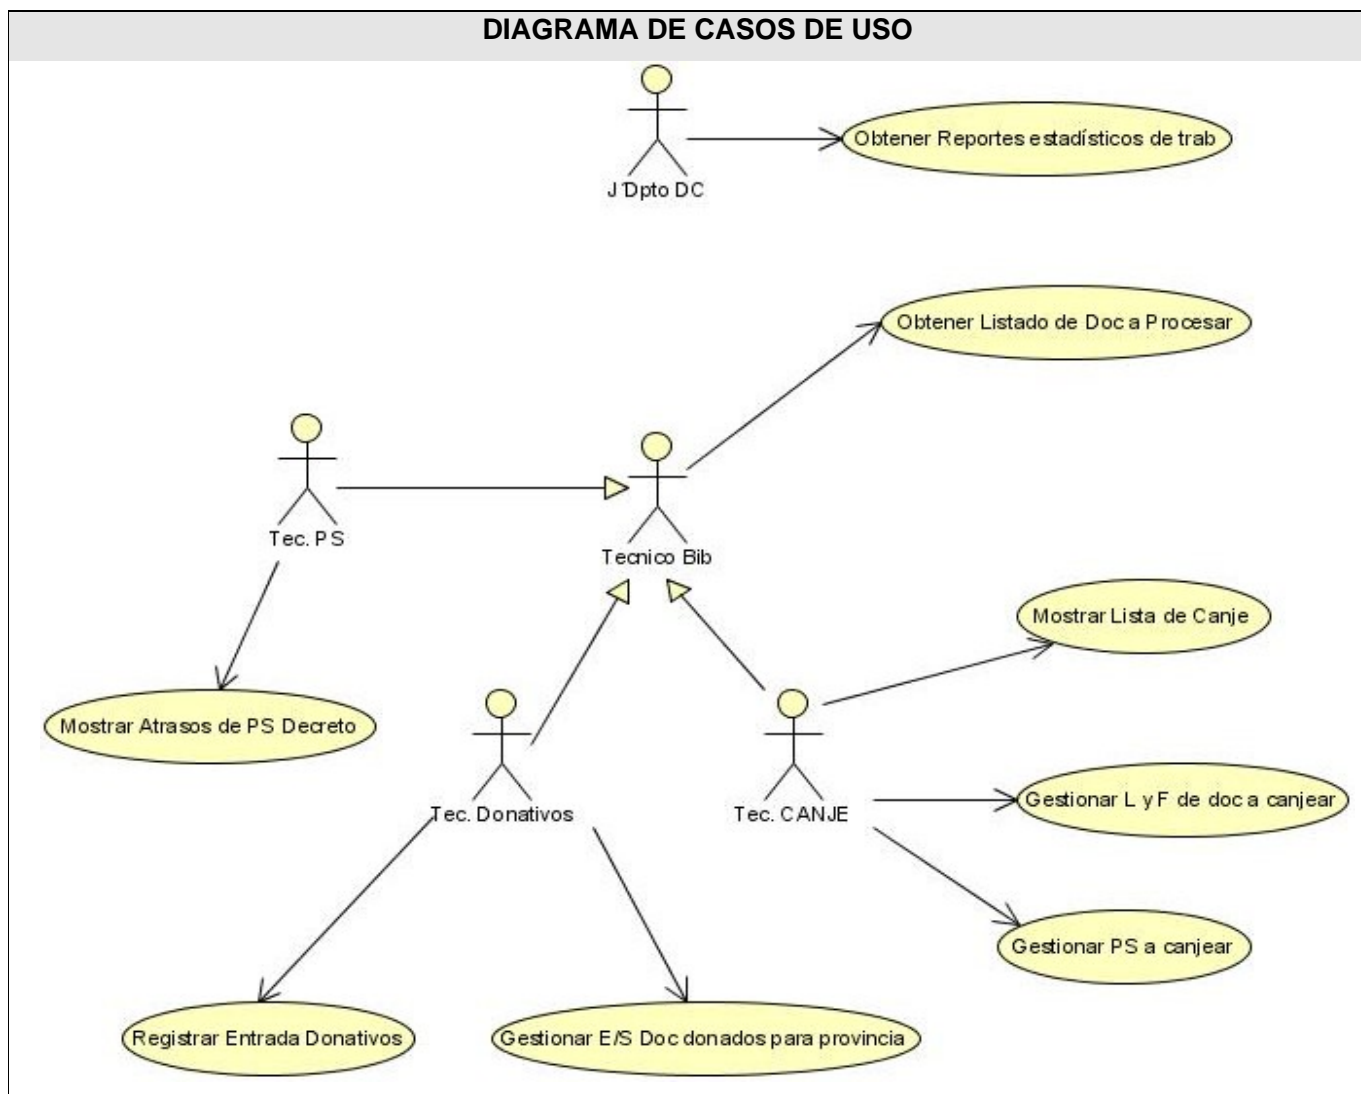 DIAGRAMA DE CASOS DE USO
Obtener Reportes estadísticos de trab
J´Dpto DC
Obtener Listado de Doc a Procesar
Tec. PS
Tecnico Bib
Mostrar Lista de Canje
Mostrar Atrasos de PS Decreto
Tec. Donativos
Tec. CANJE
Gestionar L y F de doc a canjear
Gestionar PS a canjear
Registrar Entrada Donativos
Gestionar E/S Doc donados para provincia